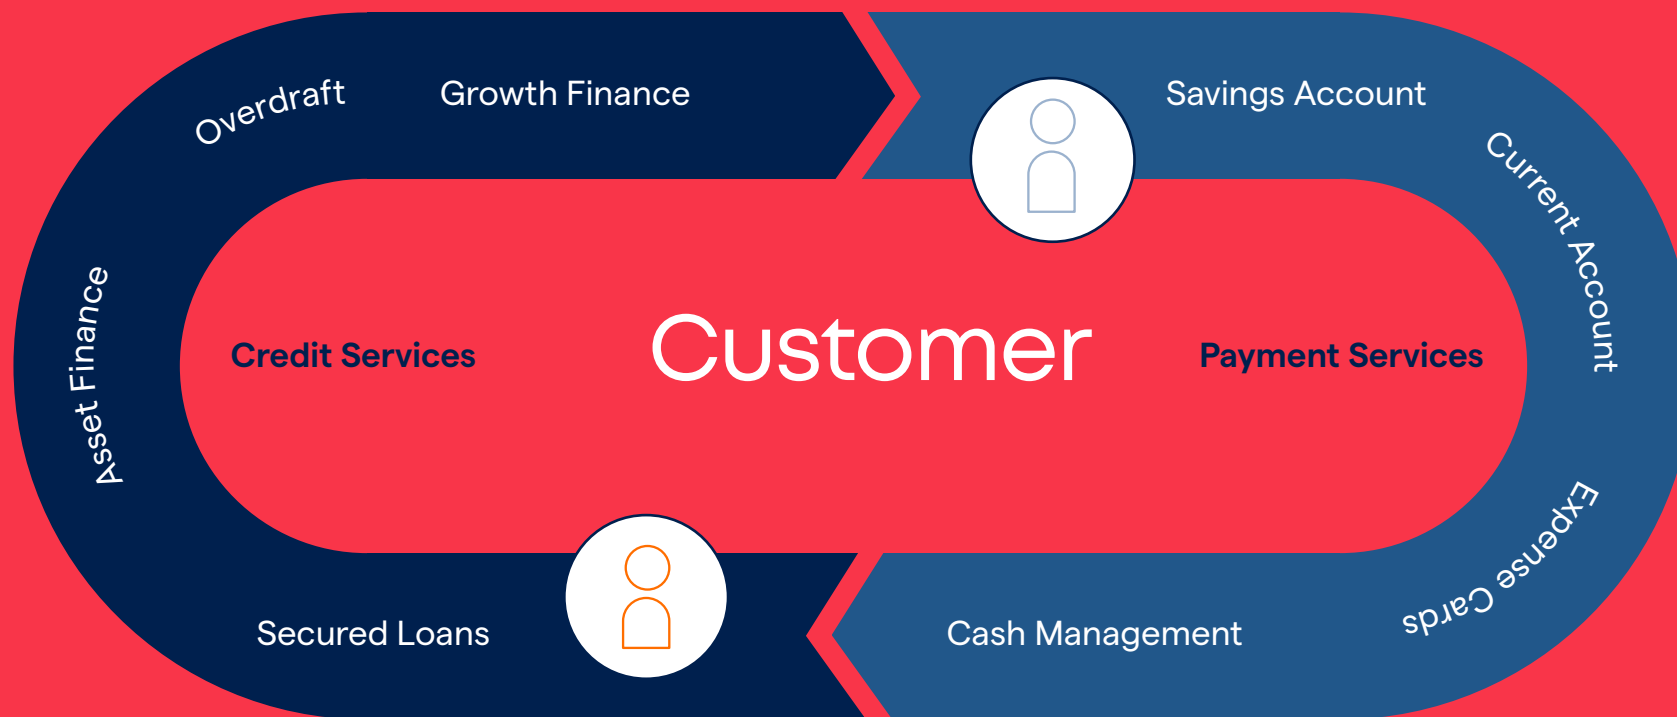 Overdraft
Growth Finance
Savings Account
Current Account
Asset Finance
Credit Services
Customer
Payment Services
Expense Cards
Secured Loans
Cash Management